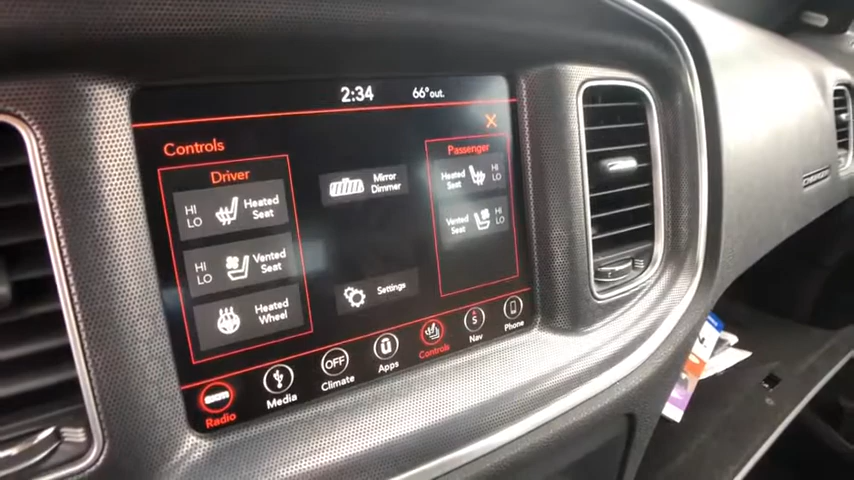 2:34
66° out.
Controls
X
Driver
HI
LO
Heated
Seat
HI
LO
Vented
Seat
Heated
Wheel
Mirror
Dimmer
Settings
Passenger
Heated
Seat
HI
LO
Vented
Seat
HI
LO
Radio
Media
OFF
Climate
Apps
Controls
S
Nav
Phone
CHARGER